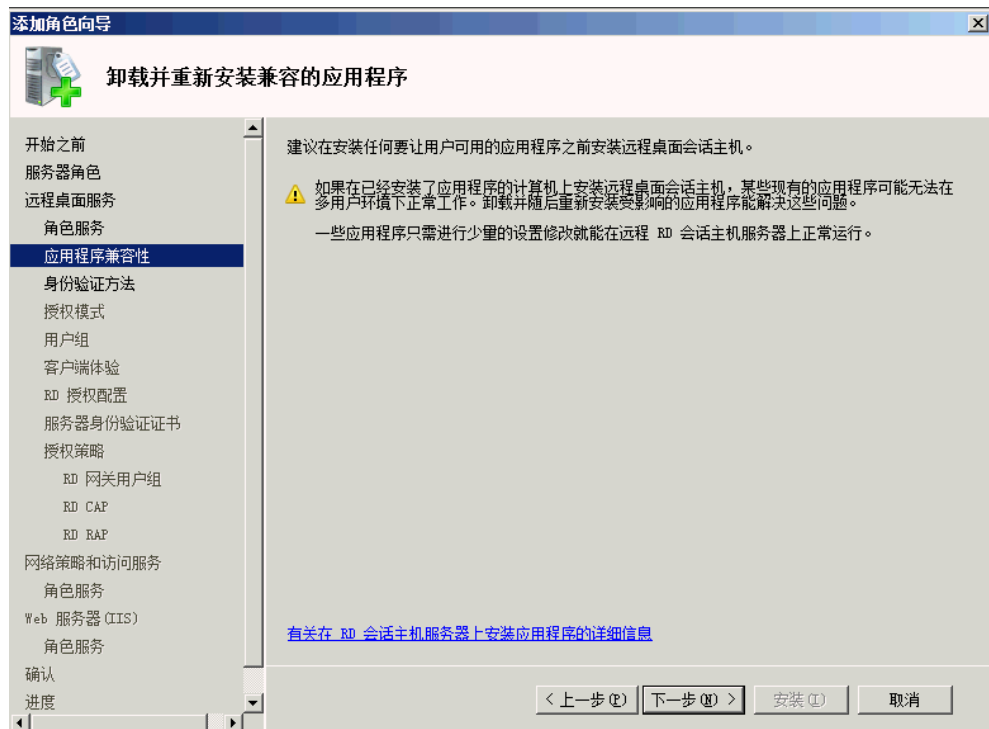 添加角色向导
卸载并重新安装兼容的应用程序
开始之前
服务器角色
远程桌面服务
角色服务
应用程序兼容性
身份验证方法
授权模式
用户组
客户端体验
RD 授权配置
服务器身份验证证书
授权策略
RD 网关用户组
RD CAP
RD RAP
网络策略和访问服务
角色服务
Web 服务器(IIS)
角色服务
确认
进度
建议在安装任何要让用户可用的应用程序之前安装远程桌面会话主机。
如果在已经安装了应用程序的计算机上安装远程桌面会话主机，某些现有的应用程序可能无法在
多用户环境下正常工作。卸载并随后重新安装受影响的应用程序能解决这些问题。
一些应用程序只需进行少量的设置修改就能在远程 RD 会话主机服务器上正常运行。
有关在 RD 会话主机服务器上安装应用程序的详细信息
< 上一步(P) 下一步(N) > 安装(I) 取消